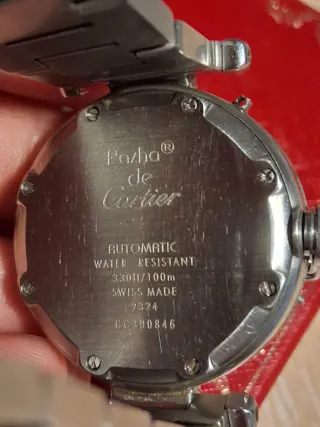 Pasha®
de
Cartier
AUTOMATIC
WATER RESISTANT
330ft/100m
SWISS MADE
2324
CC390846